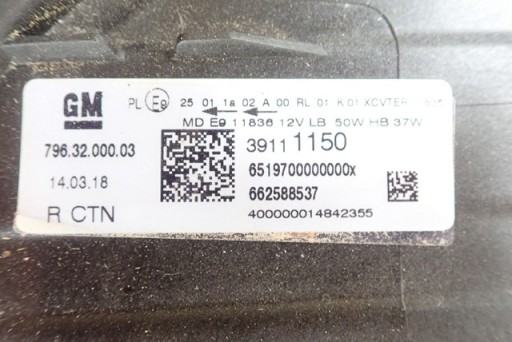 GM
PL E9 25 01 1a 02 A 00 RL 01 K 01 XCVTER
MD E9 11836 12V LB 50W HB 37W
796.32.000.03
39111150
14.03.18
6519700000000x
662588537
R CTN
400000014842355